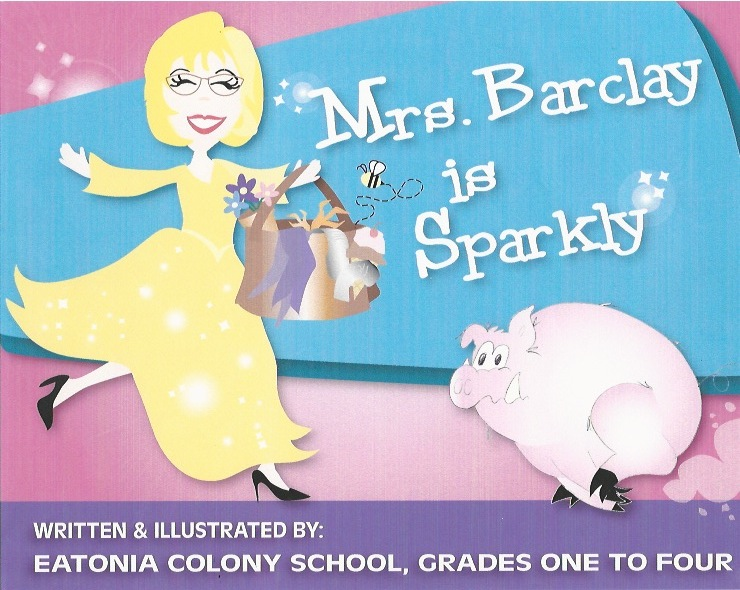 Mrs. Barclay
is
Sparkly
WRITTEN & ILLUSTRATED BY:
EATONIA COLONY SCHOOL, GRADES ONE TO FOUR